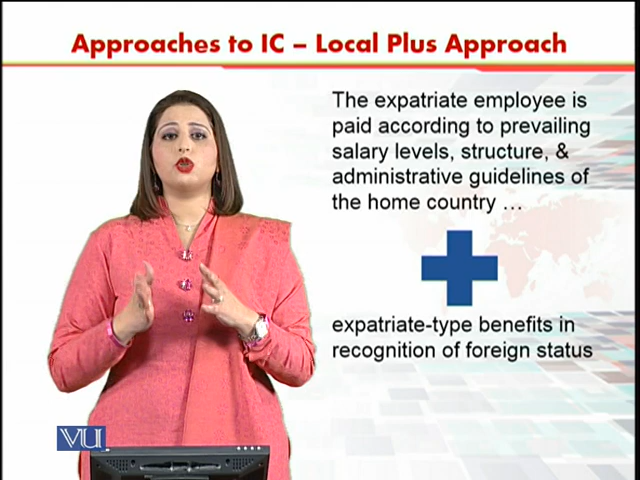 Approaches to IC – Local Plus Approach
The expatriate employee is
paid according to prevailing
salary levels, structure, &
administrative guidelines of
the home country ...
expatriate-type benefits in
recognition of foreign status
VU